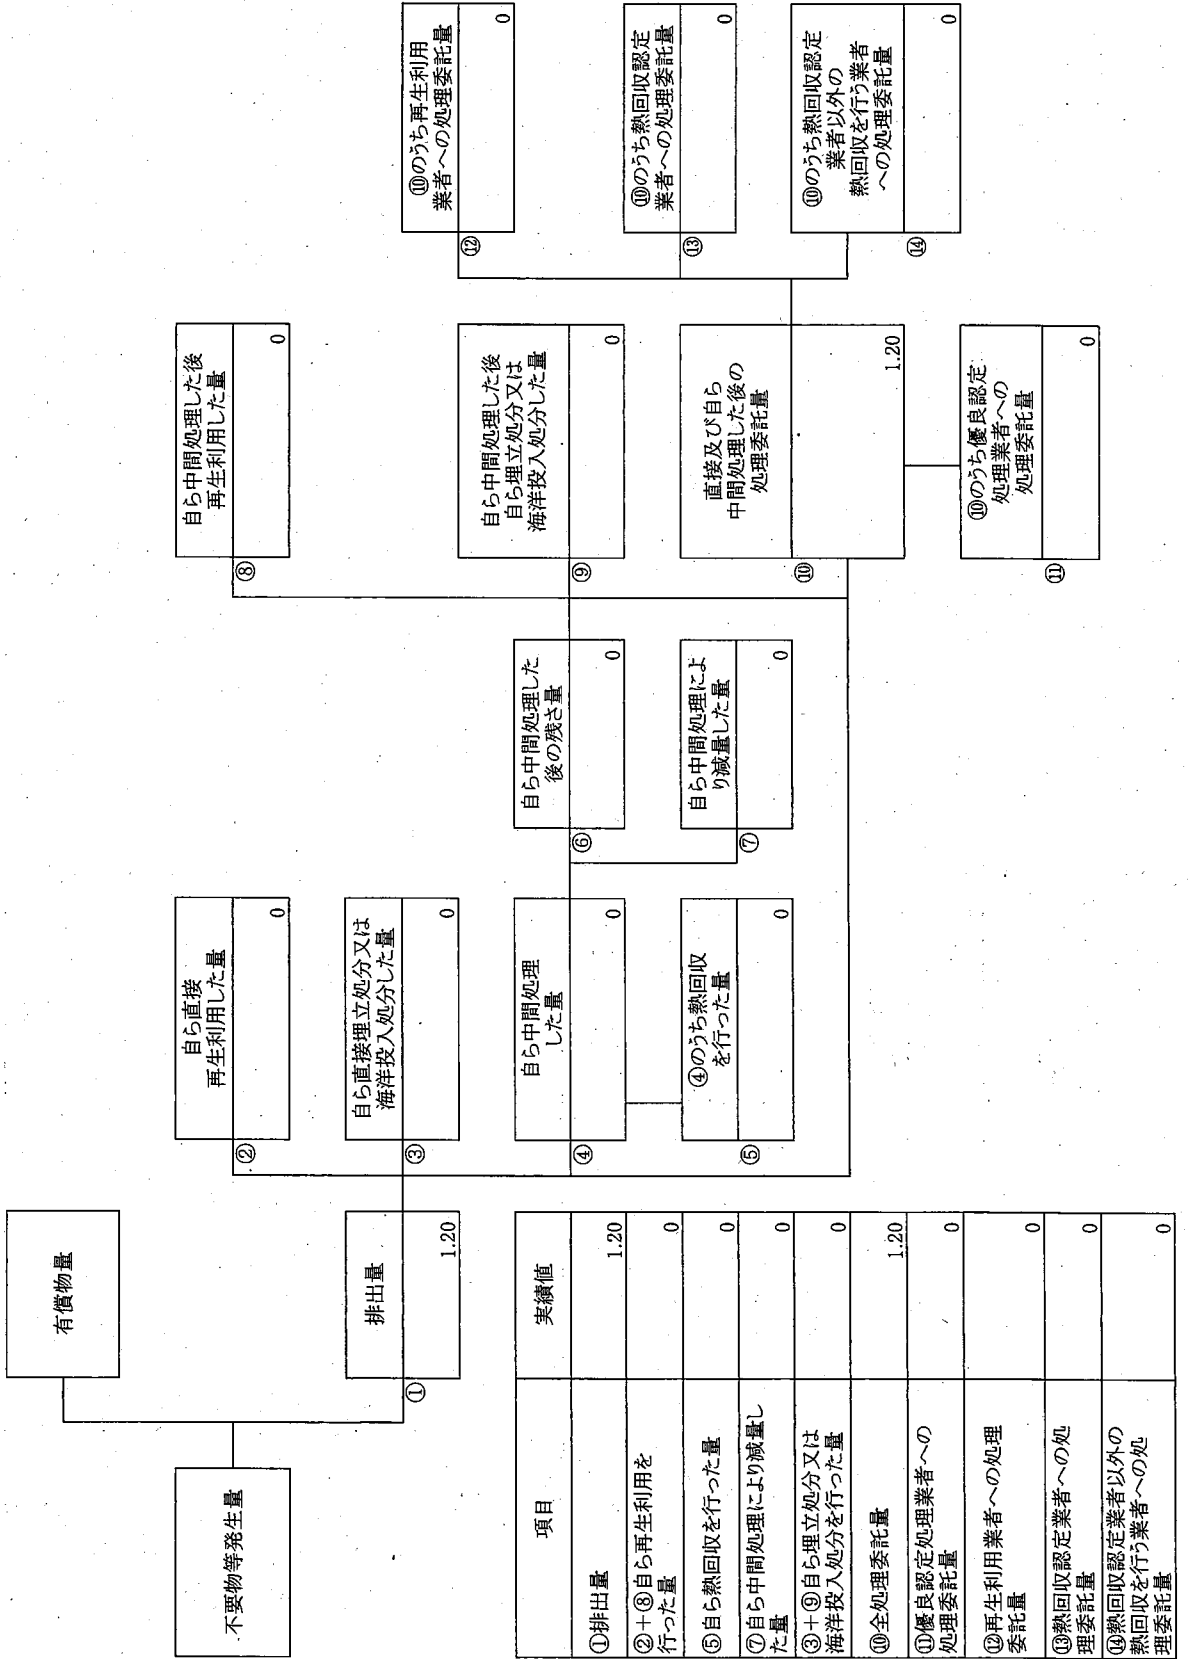 有償物量
不要物等発生量
排出量
①
1.20
自ら直接
再生利用した量
②
0
自ら直接埋立処分又は
海洋投入処分した量
③
0
自ら中間処理
した量
④
0
④のうち熱回収
を行った量
⑤
0
自ら中間処理した
後の残さ量
⑥
0
自ら中間処理によ
り減量した量
⑦
0
自ら中間処理した後
再生利用した量
⑧
0
自ら中間処理した後
自ら埋立処分又は
海洋投入処分した量
⑨
0
直接及び自ら
中間処理した後の
処理委託量
⑩
1.20
⑩のうち優良認定
処理業者への
処理委託量
⑪
0
⑩のうち再生利用
業者への処理委託量
⑫
0
⑩のうち熱回収認定
業者への処理委託量
⑬
0
⑩のうち熱回収認定
業者以外の
熱回収を行う業者
への処理委託量
⑭
0
項目
実績値
①排出量
1.20
②+⑧自ら再生利用を
行った量
0
⑤自ら熱回収を行った量
0
⑦自ら中間処理により減量し
た量
0
③+⑨自ら埋立処分又は
海洋投入処分を行った量
0
⑩全処理委託量
1.20
⑪優良認定処理業者への
処理委託量
0
⑫再生利用業者への処理
委託量
0
⑬熱回収認定業者への処
理委託量
0
⑭熱回収認定業者以外の
熱回収を行う業者への処
理委託量
0